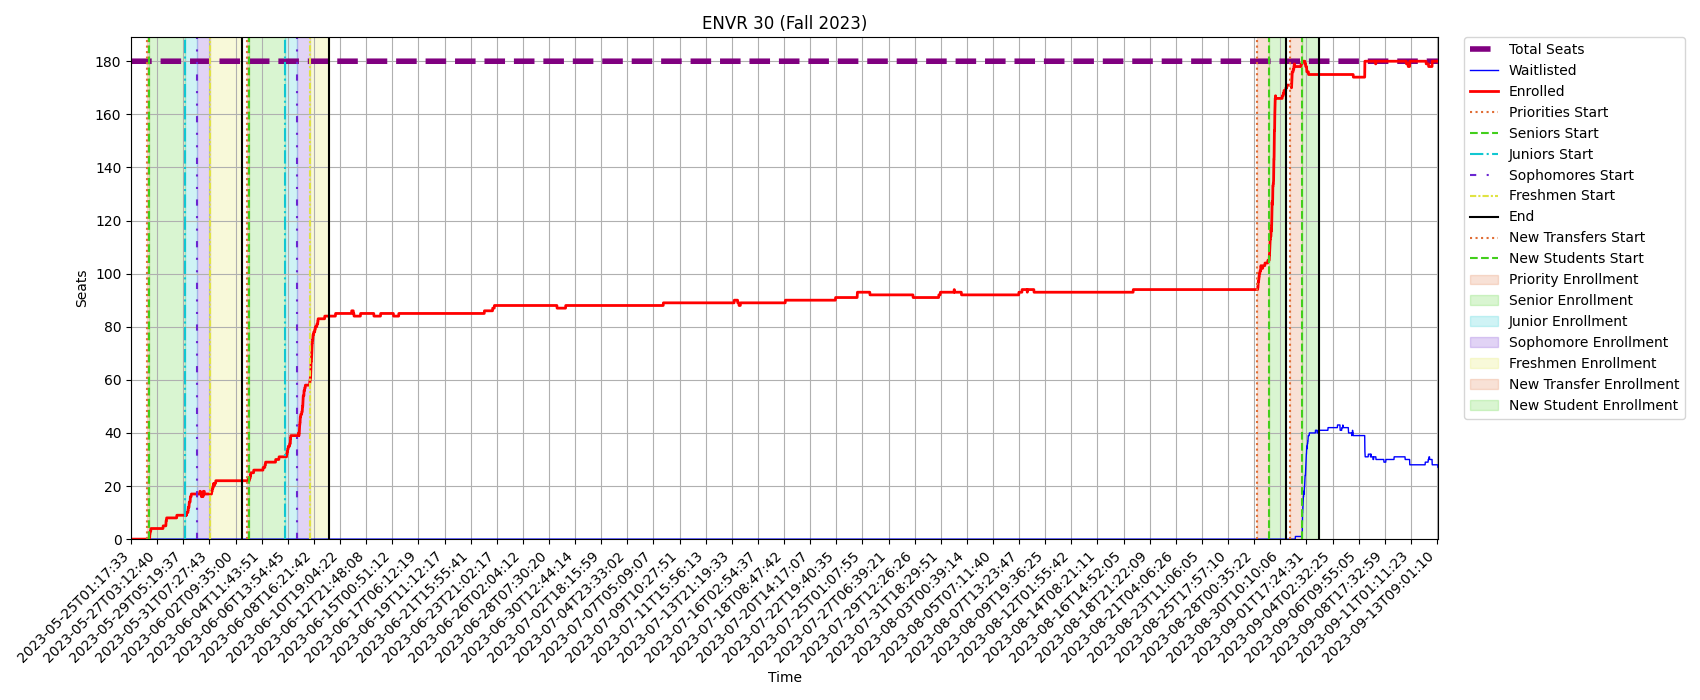 ENVR 30 (Fall 2023)
Seats
180
160
140
120
100
80
60
40
20
0
2023-05-25T01:17:33
2023-05-27T03:12:40
2023-05-29T05:19:37
2023-05-31T07:27:43
2023-06-02T09:35:00
2023-06-04T11:43:51
2023-06-06T13:54:45
2023-06-08T16:21:42
2023-06-10T19:04:22
2023-06-12T21:48:08
2023-06-15T00:51:12
2023-06-17T06:12:19
2023-06-19T11:12:17
2023-06-21T15:55:41
2023-06-23T21:02:17
2023-06-26T02:04:12
2023-06-28T07:30:20
2023-06-30T12:44:14
2023-07-02T18:15:59
2023-07-04T23:33:02
2023-07-07T05:09:07
2023-07-09T10:27:51
2023-07-11T15:56:13
2023-07-13T21:19:33
2023-07-16T02:54:37
2023-07-18T08:47:42
2023-07-20T14:17:07
2023-07-22T19:40:35
2023-07-25T01:07:55
2023-07-27T06:39:21
2023-07-29T12:26:26
2023-07-31T18:29:51
2023-08-03T00:39:14
2023-08-05T07:11:40
2023-08-07T13:23:47
2023-08-09T19:36:25
2023-08-12T01:55:42
2023-08-14T08:21:11
2023-08-16T14:52:05
2023-08-18T21:22:09
2023-08-21T04:06:26
2023-08-23T11:06:05
2023-08-25T17:57:10
2023-08-28T00:35:22
2023-08-30T10:10:06
2023-09-01T17:24:31
2023-09-04T02:32:25
2023-09-06T09:55:05
2023-09-08T17:32:59
2023-09-11T01:11:23
2023-09-13T09:01:10
Time
Total Seats
Waitlisted
Enrolled
Priorities Start
Seniors Start
Juniors Start
Sophomores Start
Freshmen Start
End
New Transfers Start
New Students Start
Priority Enrollment
Senior Enrollment
Junior Enrollment
Sophomore Enrollment
Freshmen Enrollment
New Transfer Enrollment
New Student Enrollment